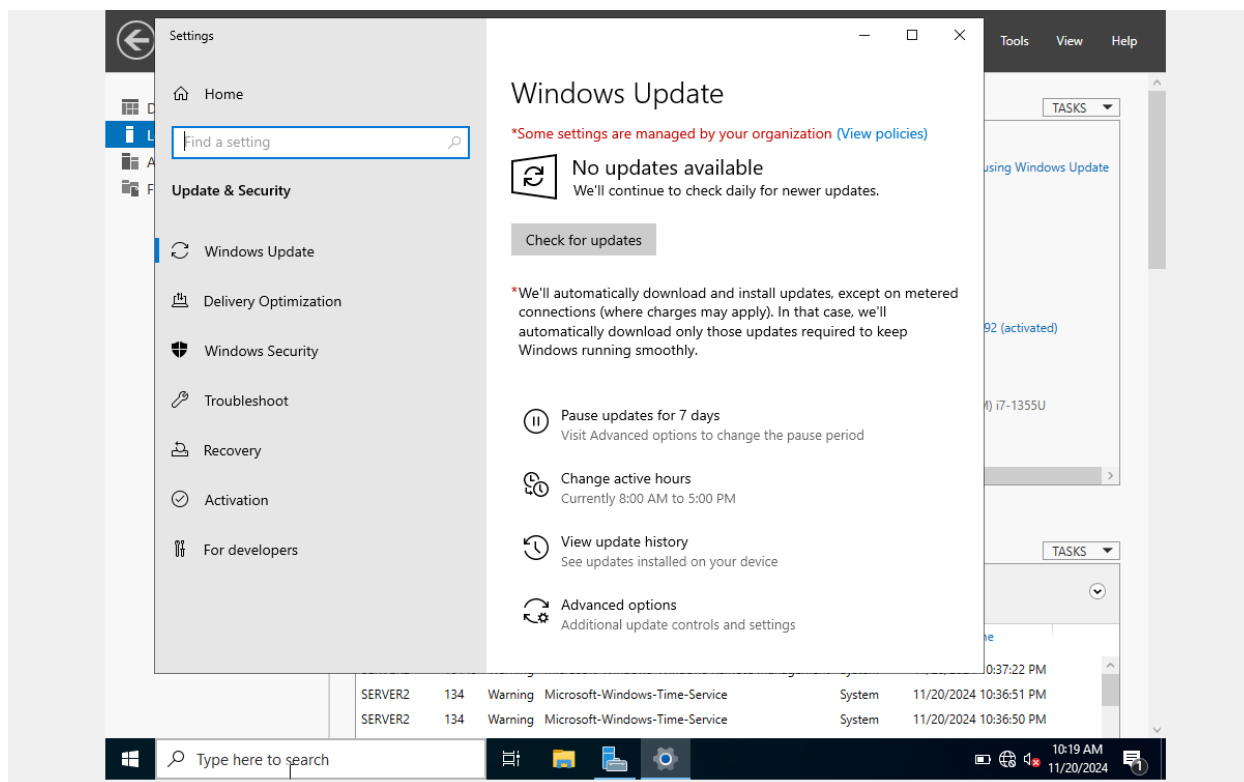 Settings
Tools View Help
Home
Find a setting
Update & Security
Windows Update
Delivery Optimization
Windows Security
Troubleshoot
Recovery
Activation
For developers
Windows Update
*Some settings are managed by your organization (View policies)
No updates available
We'll continue to check daily for newer updates.
Check for updates
*We'll automatically download and install updates, except on metered
connections (where charges may apply). In that case, we'll
automatically download only those updates required to keep
Windows running smoothly.
Pause updates for 7 days
Visit Advanced options to change the pause period
Change active hours
Currently 8:00 AM to 5:00 PM
View update history
See updates installed on your device
Advanced options
Additional update controls and settings
TASKS
using Windows Update
92 (activated)
i7-1355U
TASKS
0:37:22 PM
SERVER2 134 Warning Microsoft-Windows-Time-Service System 11/20/2024 10:36:51 PM
SERVER2 134 Warning Microsoft-Windows-Time-Service System 11/20/2024 10:36:50 PM
Type here to search
10:19 AM
11/20/2024
1